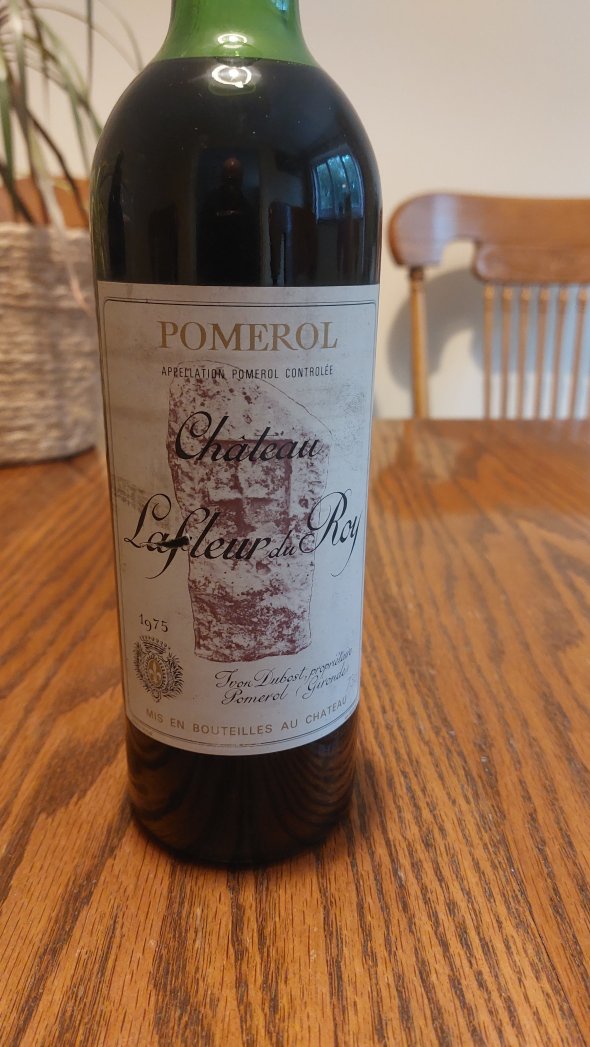 POMEROL
APPELLATION POMEROL CONTROLÉE
Château
Lafleur du Roy
1975
Yvon Dubost, propriétaire
Pomerol (Gironde)
MIS EN BOUTEILLES AU CHATEAU